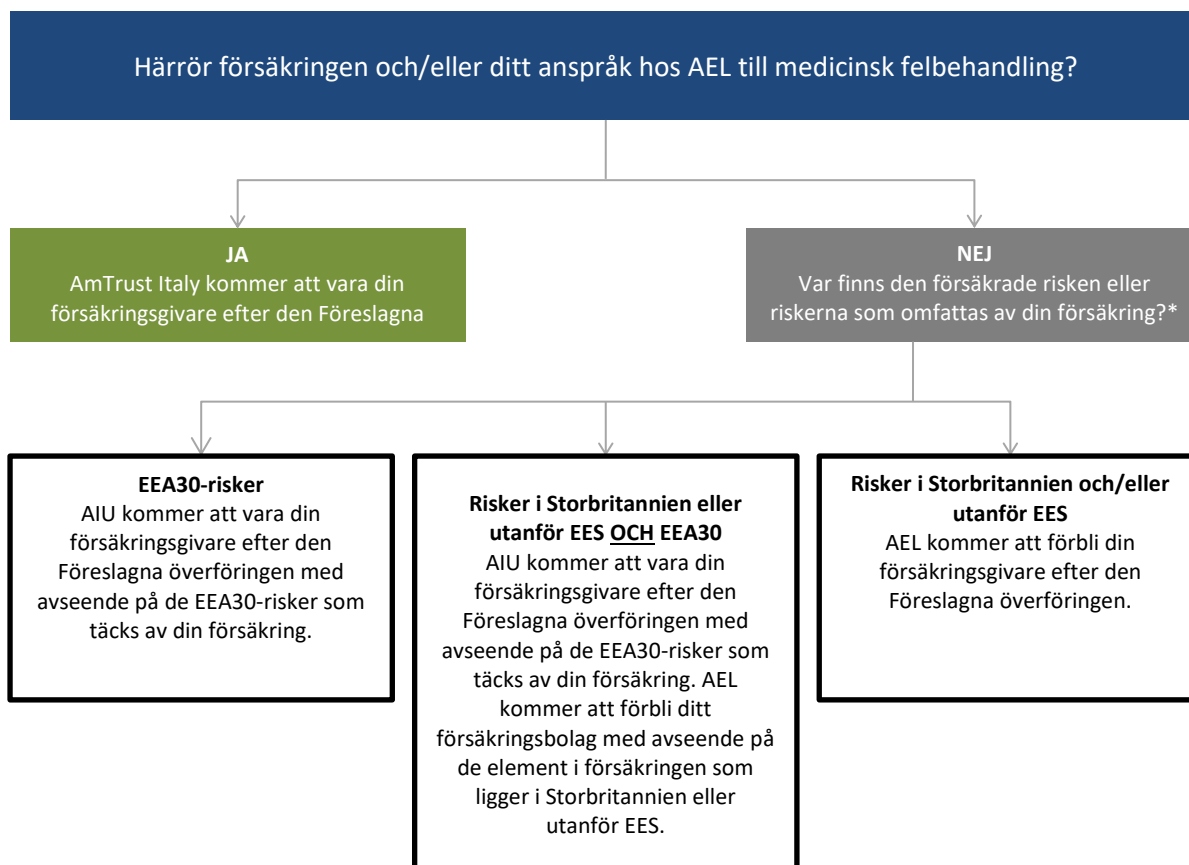 Härrör försäkringen och/eller ditt anspråk hos AEL till medicinsk felbehandling?
JA
AmTrust Italy kommer att vara din
försäkringsgivare efter den Föreslagna
NEJ
Var finns den försäkrade risken eller
riskerna som omfattas av din försäkring?*
EEA30-risker
AIU kommer att vara din
försäkringsgivare efter den
Föreslagna överföringen med
avseende på de EEA30-risker som
täcks av din försäkring.
Risker i Storbritannien eller
utanför EES OCH EEA30
AIU kommer att vara din
försäkringsgivare efter den
Föreslagna överföringen med
avseende på de EEA30-risker som
täcks av din försäkring. AEL
kommer att förbli ditt
försäkringsbolag med avseende på
de element i försäkringen som
ligger i Storbritannien eller
utanför EES.
Risker i Storbritannien och/eller
utanför EES
AEL kommer att förbli din
försäkringsgivare efter den
Föreslagna överföringen.